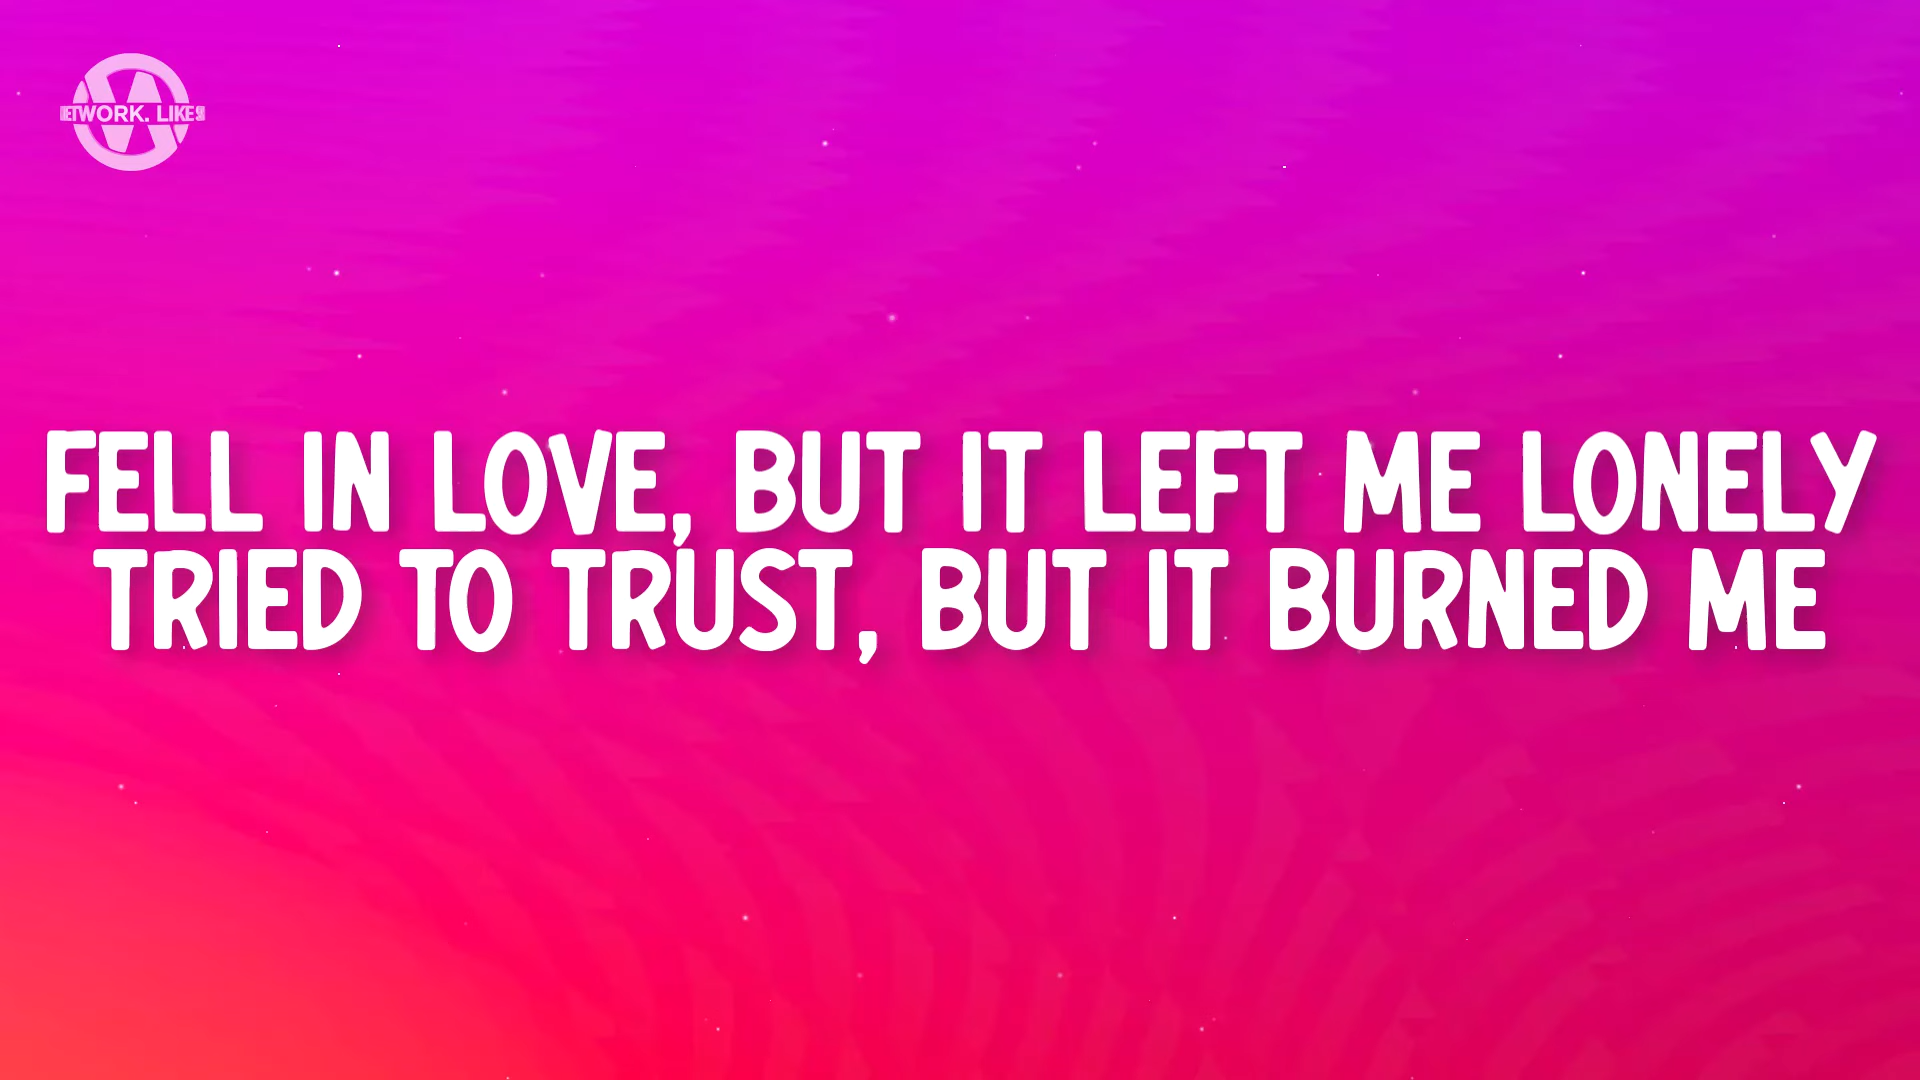 ETWORK. LIKES
FELL IN LOVE, BUT IT LEFT ME LONELY
TRIED TO TRUST, BUT IT BURNED ME